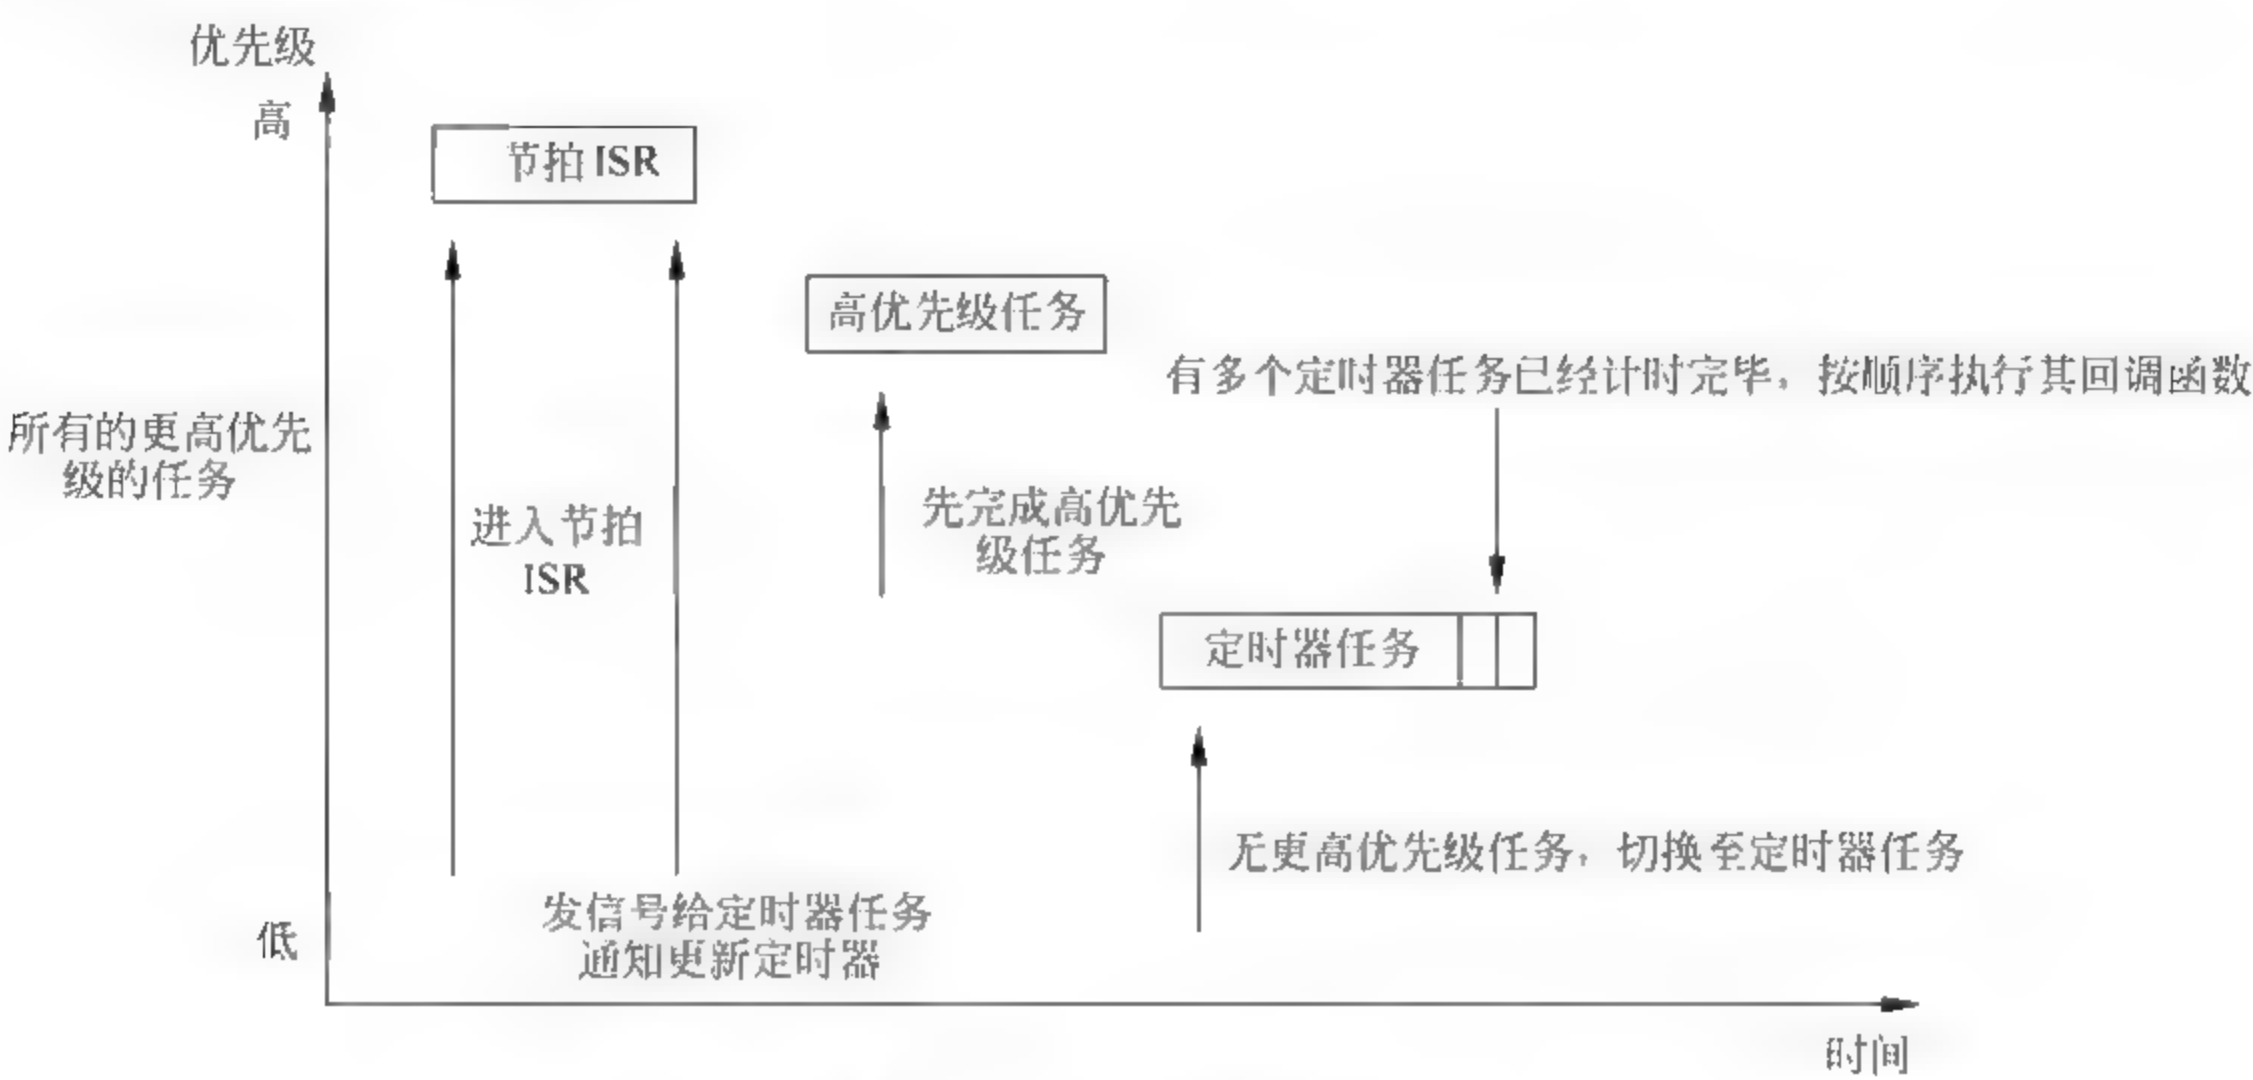 优先级
高
节拍 ISR
高优先级任务
有多个定时器任务已经计时完毕，按顺序执行其回调函数
所有的更高优先
级的任务
进入节拍
ISR
先完成高优先
级任务
定时器任务
无更高优先级任务，切换至定时器任务
发信号给定时器任务
通知更新定时器
低
时间